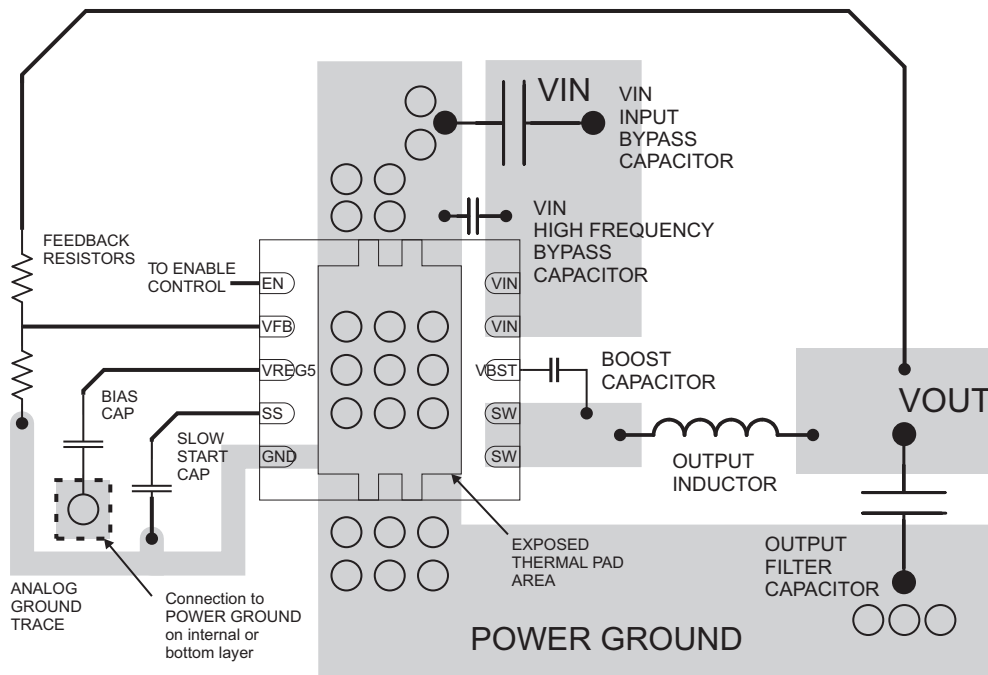 VIN
VIN
INPUT
BYPASS
CAPACITOR
VIN
HIGH FREQUENCY
BYPASS
CAPACITOR
FEEDBACK
RESISTORS
TO ENABLE
CONTROL
EN
VFB
VREG5
SS
GND
VIN
VIN
VBST
SW
SW
BIAS
CAP
SLOW
START
CAP
BOOST
CAPACITOR
VOUT
OUTPUT
INDUCTOR
OUTPUT
FILTER
CAPACITOR
EXPOSED
THERMAL PAD
AREA
ANALOG
GROUND
TRACE
Connection to
POWER GROUND
on internal or
bottom layer
POWER GROUND